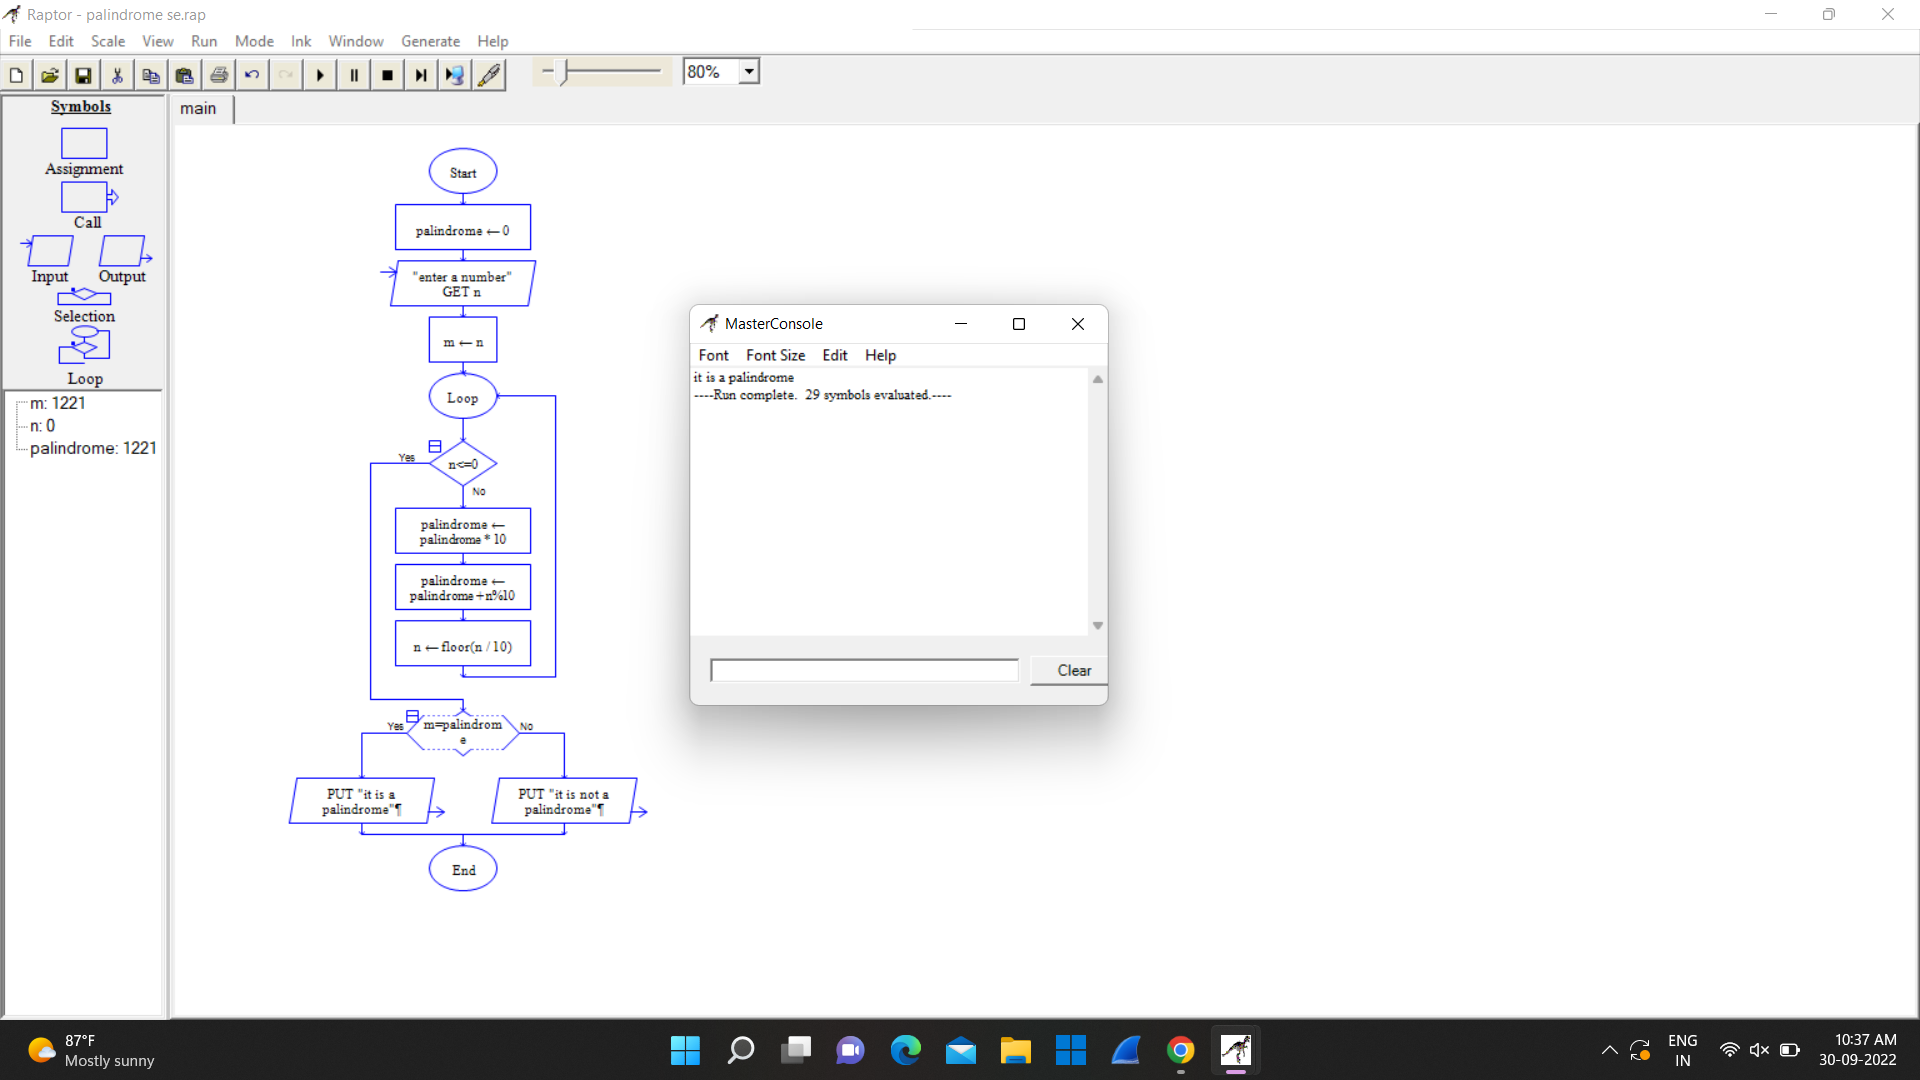 Raptor - palindrome se.rap
File Edit Scale View Run Mode Ink Window Generate Help
80%
Symbols
main
Assignment
Call
Input Output
Selection
Loop
m: 1221
n: 0
palindrome: 1221
Start
palindrome ← 0
"enter a number"
GET n
m ← n
Loop
Yes
n<=0
No
palindrome ←
palindrome * 10
palindrome ←
palindrome+n%10
n ← floor(n / 10)
Yes
m=palindrom
e
No
PUT "it is a
palindrome"¶
PUT "it is not a
palindrome"¶
End
MasterConsole
Font Font Size Edit Help
it is a palindrome
----Run complete.  29 symbols evaluated.----
Clear
87°F
Mostly sunny
ENG
IN
10:37 AM
30-09-2022